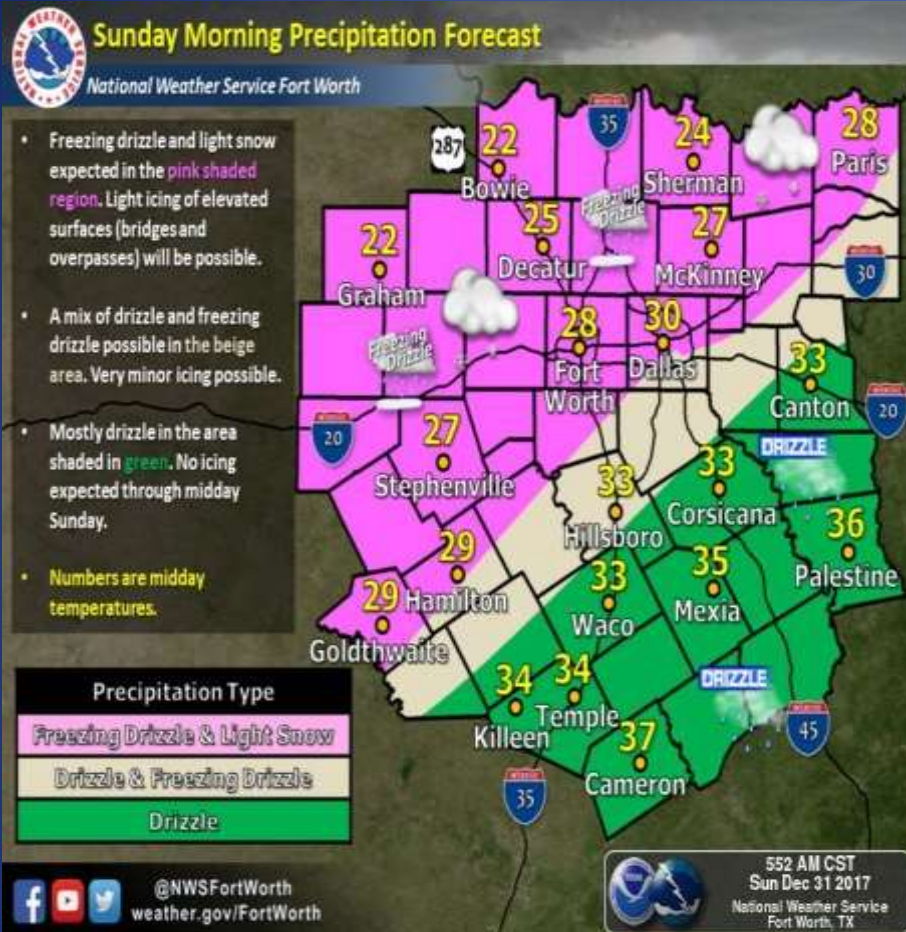 Sunday Morning Precipitation Forecast
National Weather Service Fort Worth
NATIONAL WEATHER SERVICE
• Freezing drizzle and light snow
expected in the pink shaded
region. Light icing of elevated
surfaces (bridges and
overpasses) will be possible.
• A mix of drizzle and freezing
drizzle possible in the beige
area. Very minor icing possible.
• Mostly drizzle in the area
shaded in green. No icing
expected through midday
Sunday.
• Numbers are midday
temperatures.
287
22
Bowie
35
24
Sherman
28
Paris
Freezing
Drizzle
25
Decatur
27
McKinney
30
22
Graham
28
Fort
Worth
30
Dallas
Freezing
Drizzle
33
Canton
20
20
27
Stephenville
33
Hillsboro
33
Corsicana
DRIZZLE
36
Palestine
29
Hamilton
29
Goldthwaite
33
Waco
35
Mexia
34
Killeen
34
Temple
DRIZZLE
37
Cameron
45
35
Precipitation Type
Freezing Drizzle & Light Snow
Drizzle & Freezing Drizzle
Drizzle
@NWSFortWorth
weather.gov/FortWorth
552 AM CST
Sun Dec 31 2017
National Weather Service
Fort Worth, TX